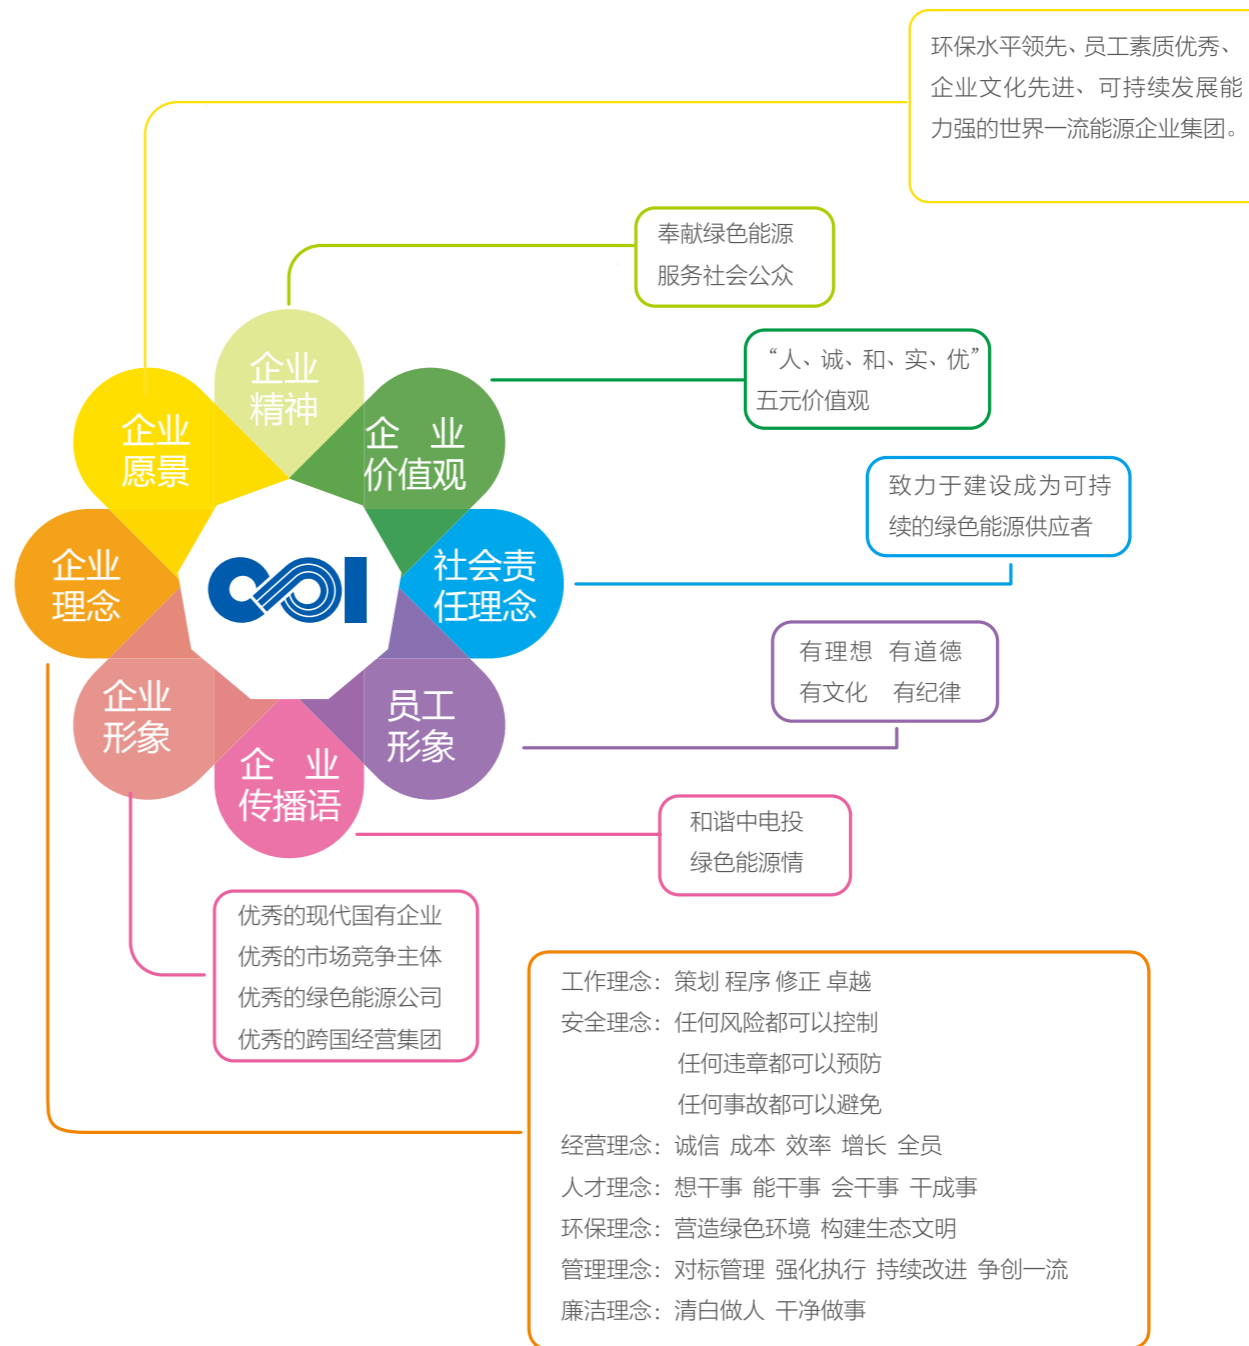 环保水平领先、员工素质优秀、
企业文化先进、可持续发展能
力强的世界一流能源企业集团。
奉献绿色能源
服务社会公众
“人、诚、和、实、优”
五元价值观
致力于建设成为可持
续的绿色能源供应者
有理想 有道德
有文化 有纪律
和谐中电投
绿色能源情
企业
精神
企业
愿景
企 业
价值观
企业
理念
社会责
任理念
企业
形象
员工
形象
企 业
传播语
优秀的现代国有企业
优秀的市场竞争主体
优秀的绿色能源公司
优秀的跨国经营集团
工作理念：策划 程序 修正 卓越
安全理念：任何风险都可以控制
任何违章都可以预防
任何事故都可以避免
经营理念：诚信 成本 效率 增长 全员
人才理念：想干事 能干事 会干事 干成事
环保理念：营造绿色环境 构建生态文明
管理理念：对标管理 强化执行 持续改进 争创一流
廉洁理念：清白做人 干净做事